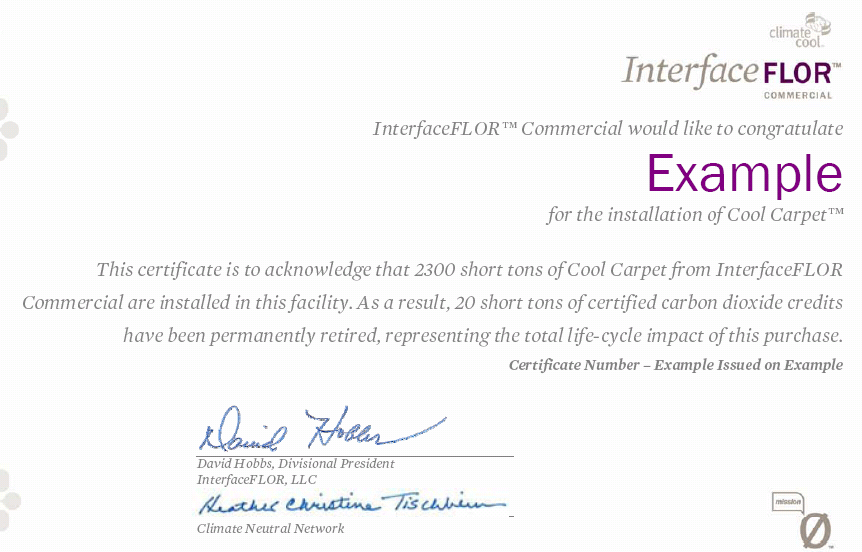 climate
cool™
InterfaceFLOR™
COMMERCIAL
InterfaceFLOR™ Commercial would like to congratulate
Example
for the installation of Cool Carpet™
This certificate is to acknowledge that 2300 short tons of Cool Carpet from InterfaceFLOR
Commercial are installed in this facility. As a result, 20 short tons of certified carbon dioxide credits
have been permanently retired, representing the total life-cycle impact of this purchase.
Certificate Number – Example Issued on Example
David Hobbs
David Hobbs, Divisional President
InterfaceFLOR, LLC
Heather Christine Tischbein
Climate Neutral Network
mission
Ø™